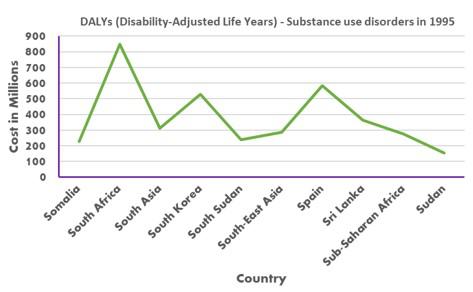 DALYs (Disability-Adjusted Life Years) - Substance use disorders in 1995
Cost in Millions
900
800
700
600
500
400
300
200
100
0
Somalia
South Africa
South Asia
South Korea
South Sudan
South-East Asia
Spain
Sri Lanka
Sub-Saharan Africa
Sudan
Country